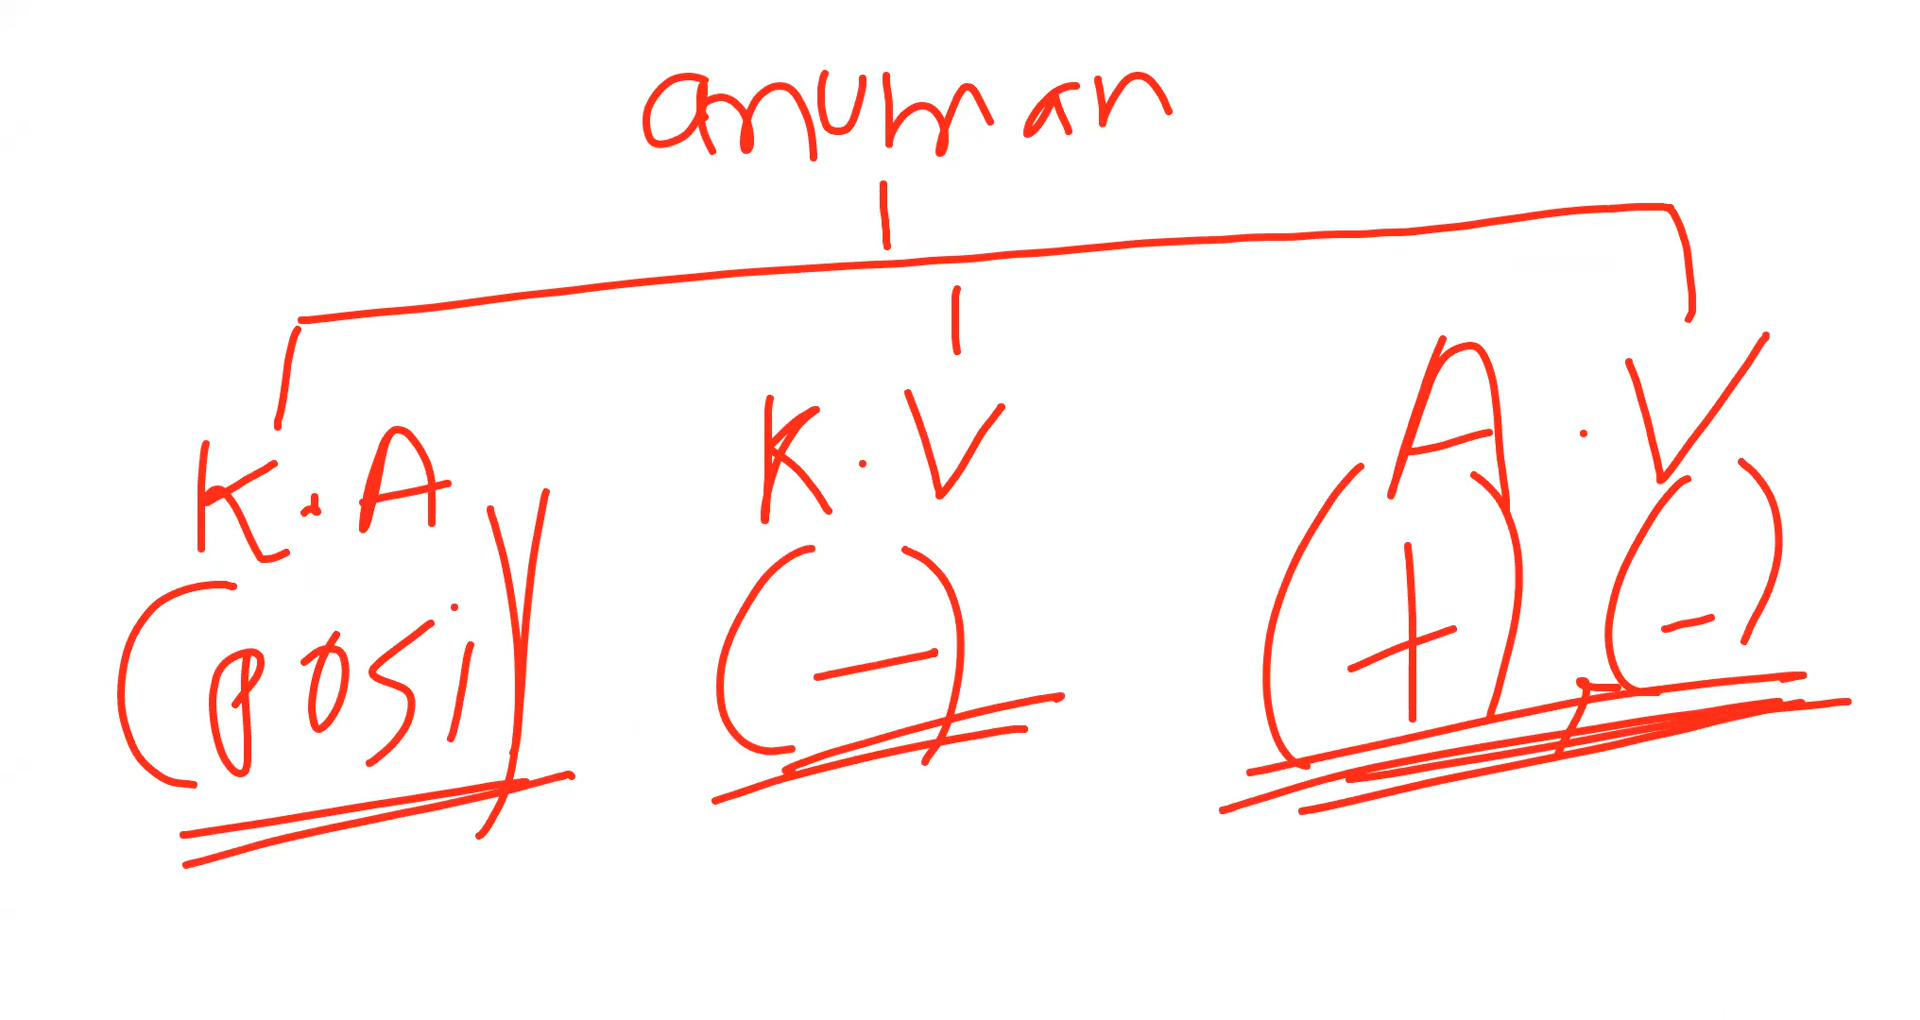 anuman
K.A K.V A.V
(posi) (-) (+), (-)